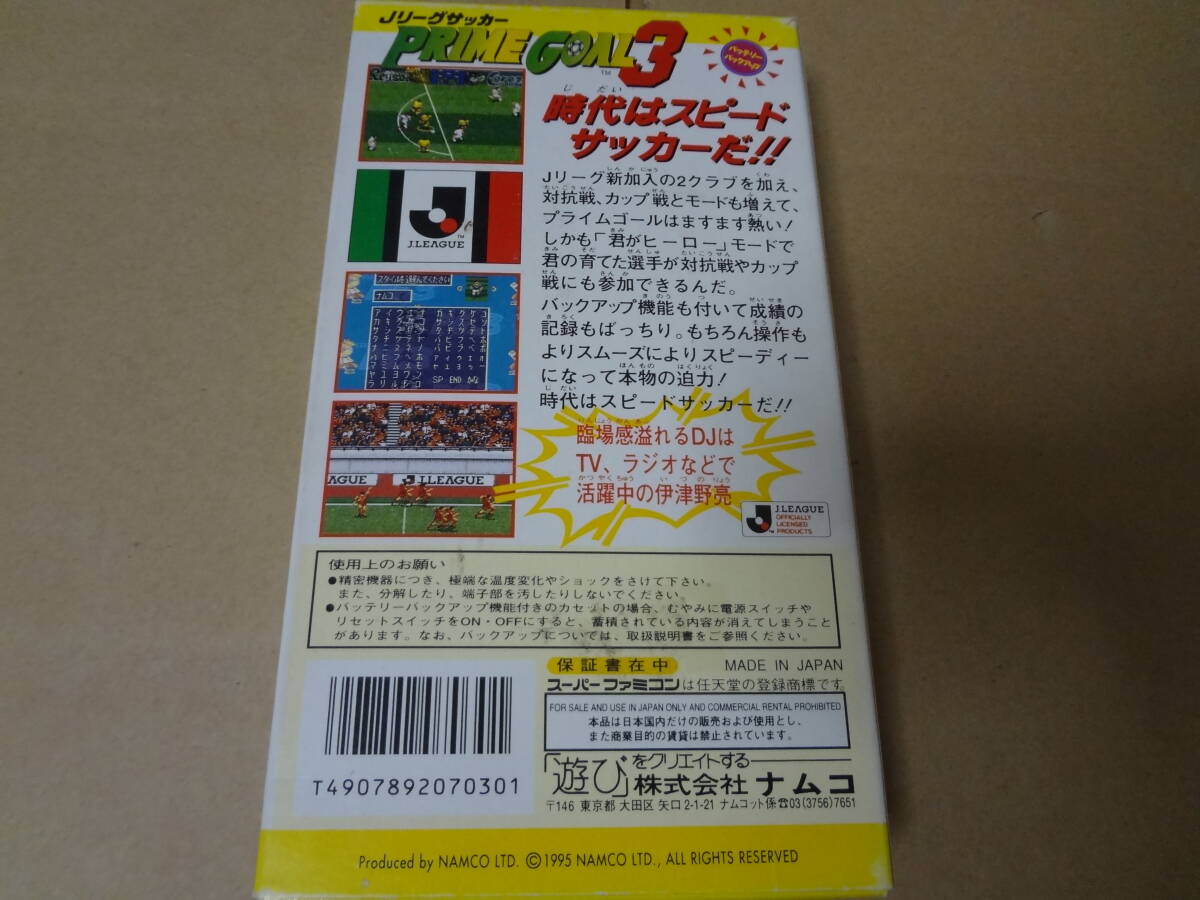 Jリーグサッカー
PRIME GOAL 3
TM
バッテリー
バックアップ
じだい
時代はスピード
サッカーだ!!
Jリーグ新加入の2クラブを加え、
対抗戦、カップ戦とモードも増えて、
プライムゴールはますます熱い!
しかも「君がヒーロー」モードで
君の育てた選手が対抗戦やカップ
戦にも参加できるんだ。
バックアップ機能も付いて成績の
記録もばっちり。もちろん操作も
よりスムーズによりスピーディー
になって本物の迫力!
時代はスピードサッカーだ!!
臨場感溢れるDJは
TV、ラジオなどで
活躍中の伊津野亮
J.LEAGUE
スタイルを選んでください
ナムコ
SP END
AGUE
J.LEAGUE
J.LEAGUE
OFFICIALLY
LICENSED
PRODUCTS
使用上のお願い
●精密機器につき、極端な温度変化やショックをさけて下さい。
また、分解したり、端子部を汚したりしないでください。
●バッテリーバックアップ機能付きのカセットの場合、むやみに電源スイッチや
リセットスイッチをON・OFFにすると、蓄積されている内容が消えてしまうこと
があります。なお、バックアップについては、取扱説明書をご参照ください。
保証書在中
MADE IN JAPAN
スーパーファミコンは任天堂の登録商標です。
FOR SALE AND USE IN JAPAN ONLY AND COMMERCIAL RENTAL PROHIBITED
本品は日本国内だけの販売および使用とし、
また商業目的の賃貸は禁止されています。
T4907892070301
「遊び」をクリエイトする
株式会社 ナムコ
〒146 東京都 大田区 矢口 2-1-21 ナムコット係☎03(3756)7651
Produced by NAMCO LTD. ©1995 NAMCO LTD., ALL RIGHTS RESERVED